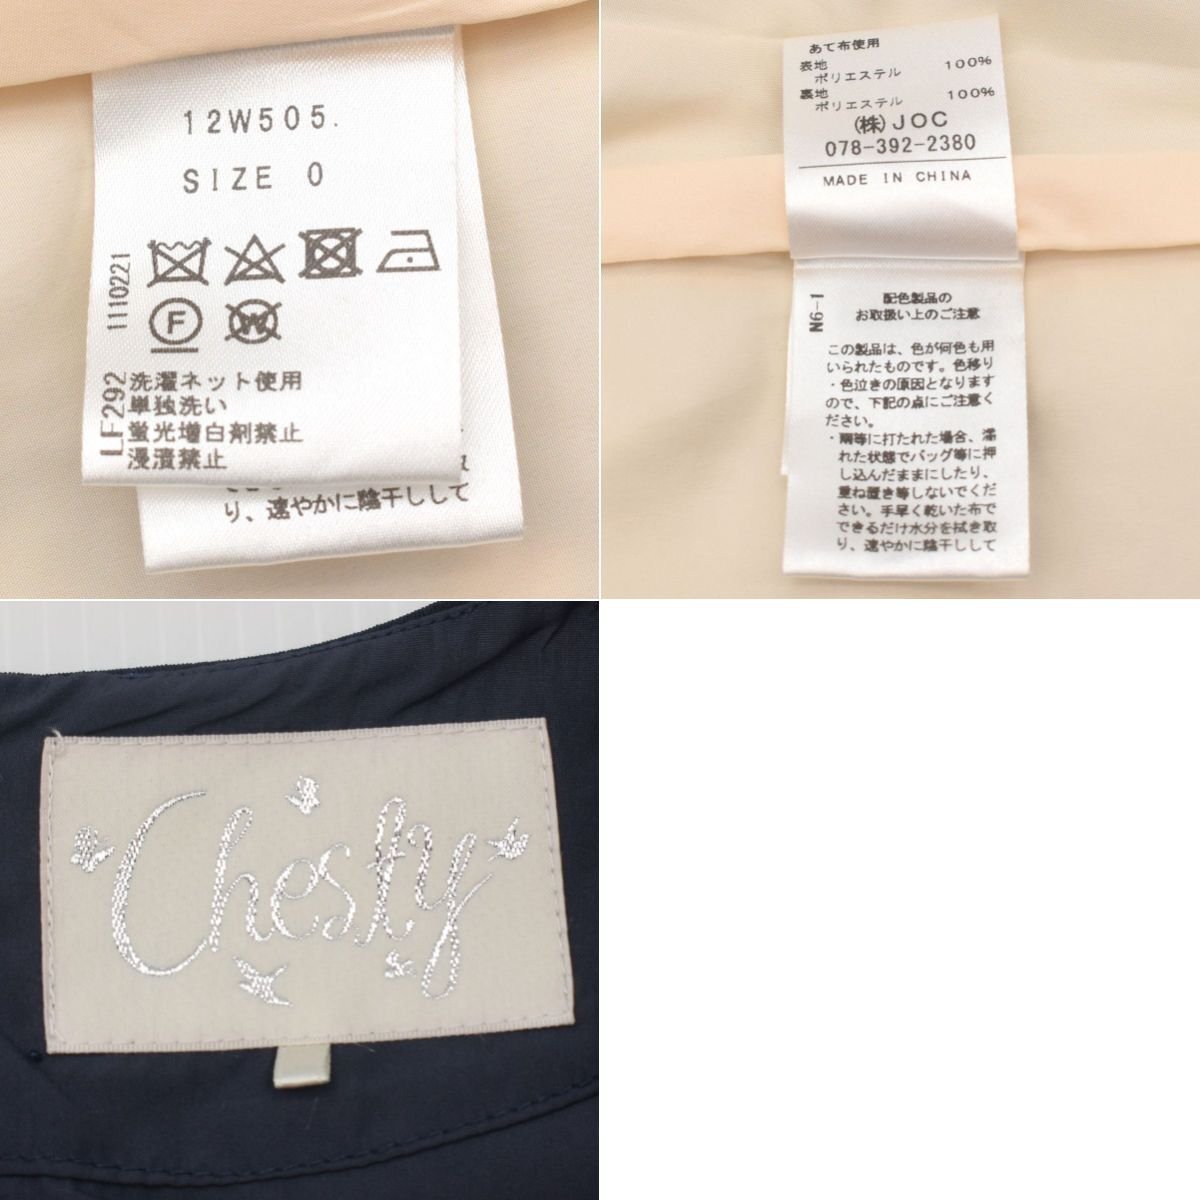 12W505.
SIZE 0
1110221
F
W
LF292
洗濯ネット使用
単独洗い
蛍光増白剤禁止
浸漬禁止
り、速やかに陰干しして
あて布使用
表地
ポリエステル 100%
裏地
ポリエステル 100%
(株)JOC
078-392-2380
MADE IN CHINA
N6-1
配色製品の
お取扱い上のご注意
この製品は、色が何色も用
いられたものです。色移り
・色泣きの原因となります
ので、下記の点にご注意く
ださい。
・雨等に打たれた場合、濡
れた状態でバッグ等に押
し込んだままにしたり、
重ね置き等しないでくだ
さい。手早く乾いた布で
できるだけ水分を拭き取
り、速やかに陰干しして
Chesty